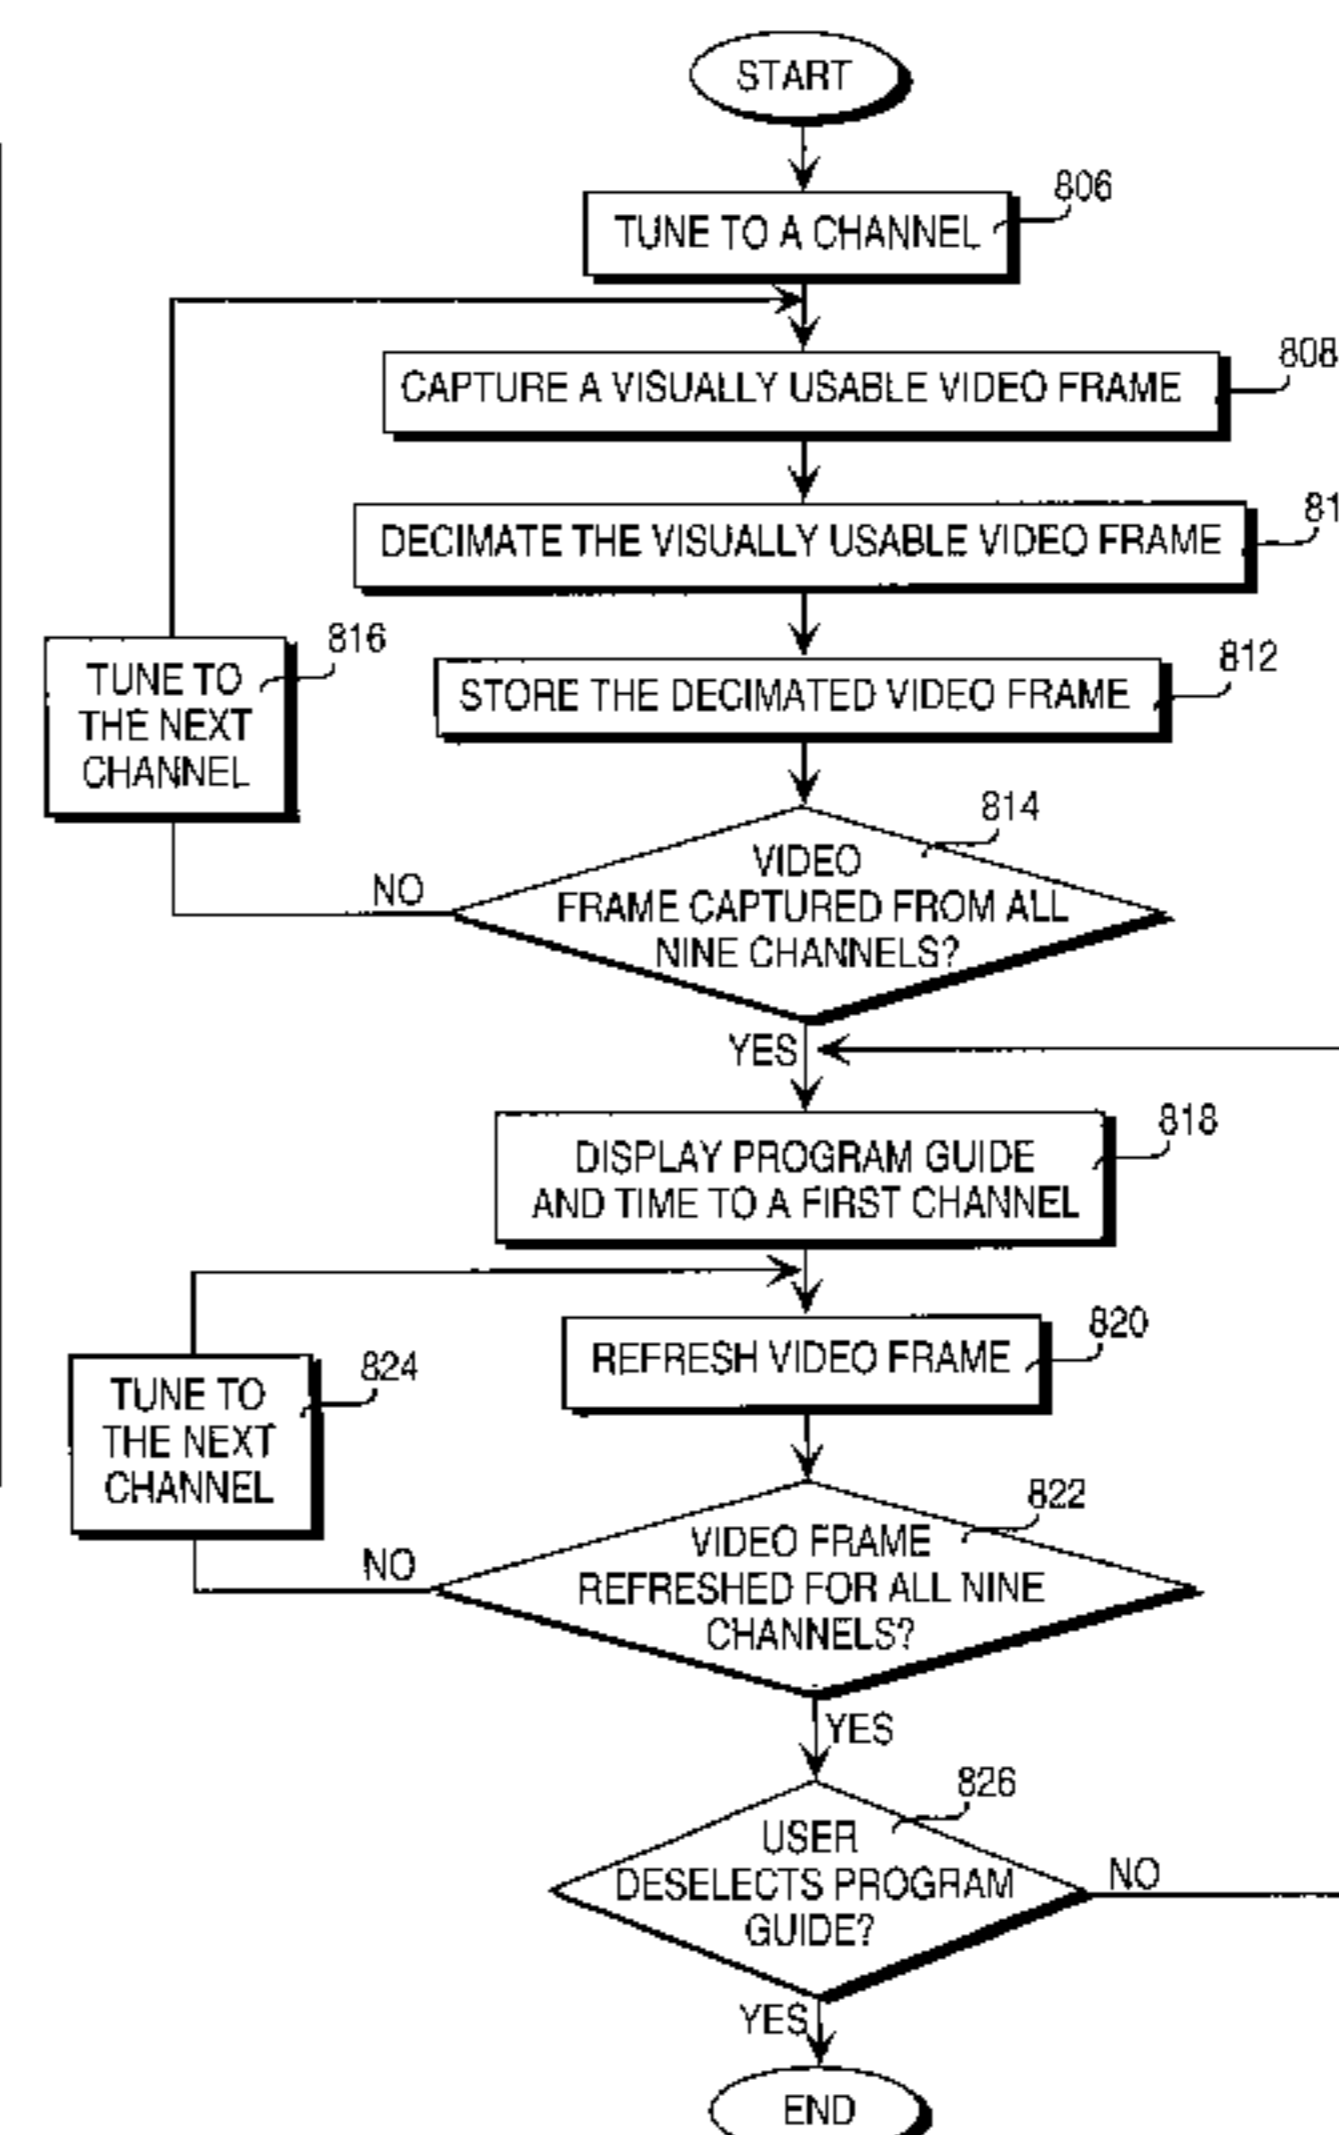 START
806
TUNE TO A CHANNEL
808
CAPTURE A VISUALLY USABLE VIDEO FRAME
81
DECIMATE THE VISUALLY USABLE VIDEO FRAME
816
TUNE TO
THE NEXT
CHANNEL
812
STORE THE DECIMATED VIDEO FRAME
814
VIDEO
FRAME CAPTURED FROM ALL
NINE CHANNELS?
NO
YES
818
DISPLAY PROGRAM GUIDE
AND TIME TO A FIRST CHANNEL
820
REFRESH VIDEO FRAME
824
TUNE TO
THE NEXT
CHANNEL
822
VIDEO FRAME
REFRESHED FOR ALL NINE
CHANNELS?
NO
YES
826
USER
DESELECTS PROGRAM
GUIDE?
NO
YES
END